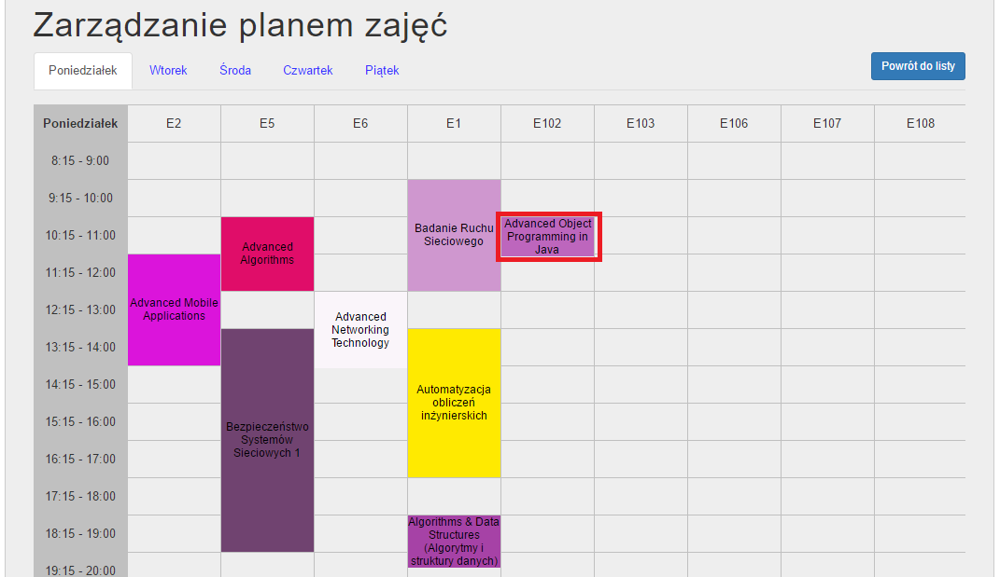 Zarządzanie planem zajęć
Poniedziałek Wtorek Środa Czwartek Piątek Powrót do listy
Poniedziałek E2 E5 E6 E1 E102 E103 E106 E107 E108
8:15 - 9:00
9:15 - 10:00
10:15 - 11:00
11:15 - 12:00
12:15 - 13:00
13:15 - 14:00
14:15 - 15:00
15:15 - 16:00
16:15 - 17:00
17:15 - 18:00
18:15 - 19:00
19:15 - 20:00
Advanced Mobile
Applications
Advanced
Algorithms
Bezpieczeństwo
Systemów
Sieciowych 1
Advanced
Networking
Technology
Badanie Ruchu
Sieciowego
Automatyzacja
obliczeń
inżynierskich
Algorithms & Data
Structures
(Algorytmy i
struktury danych)
Advanced Object
Programming in
Java